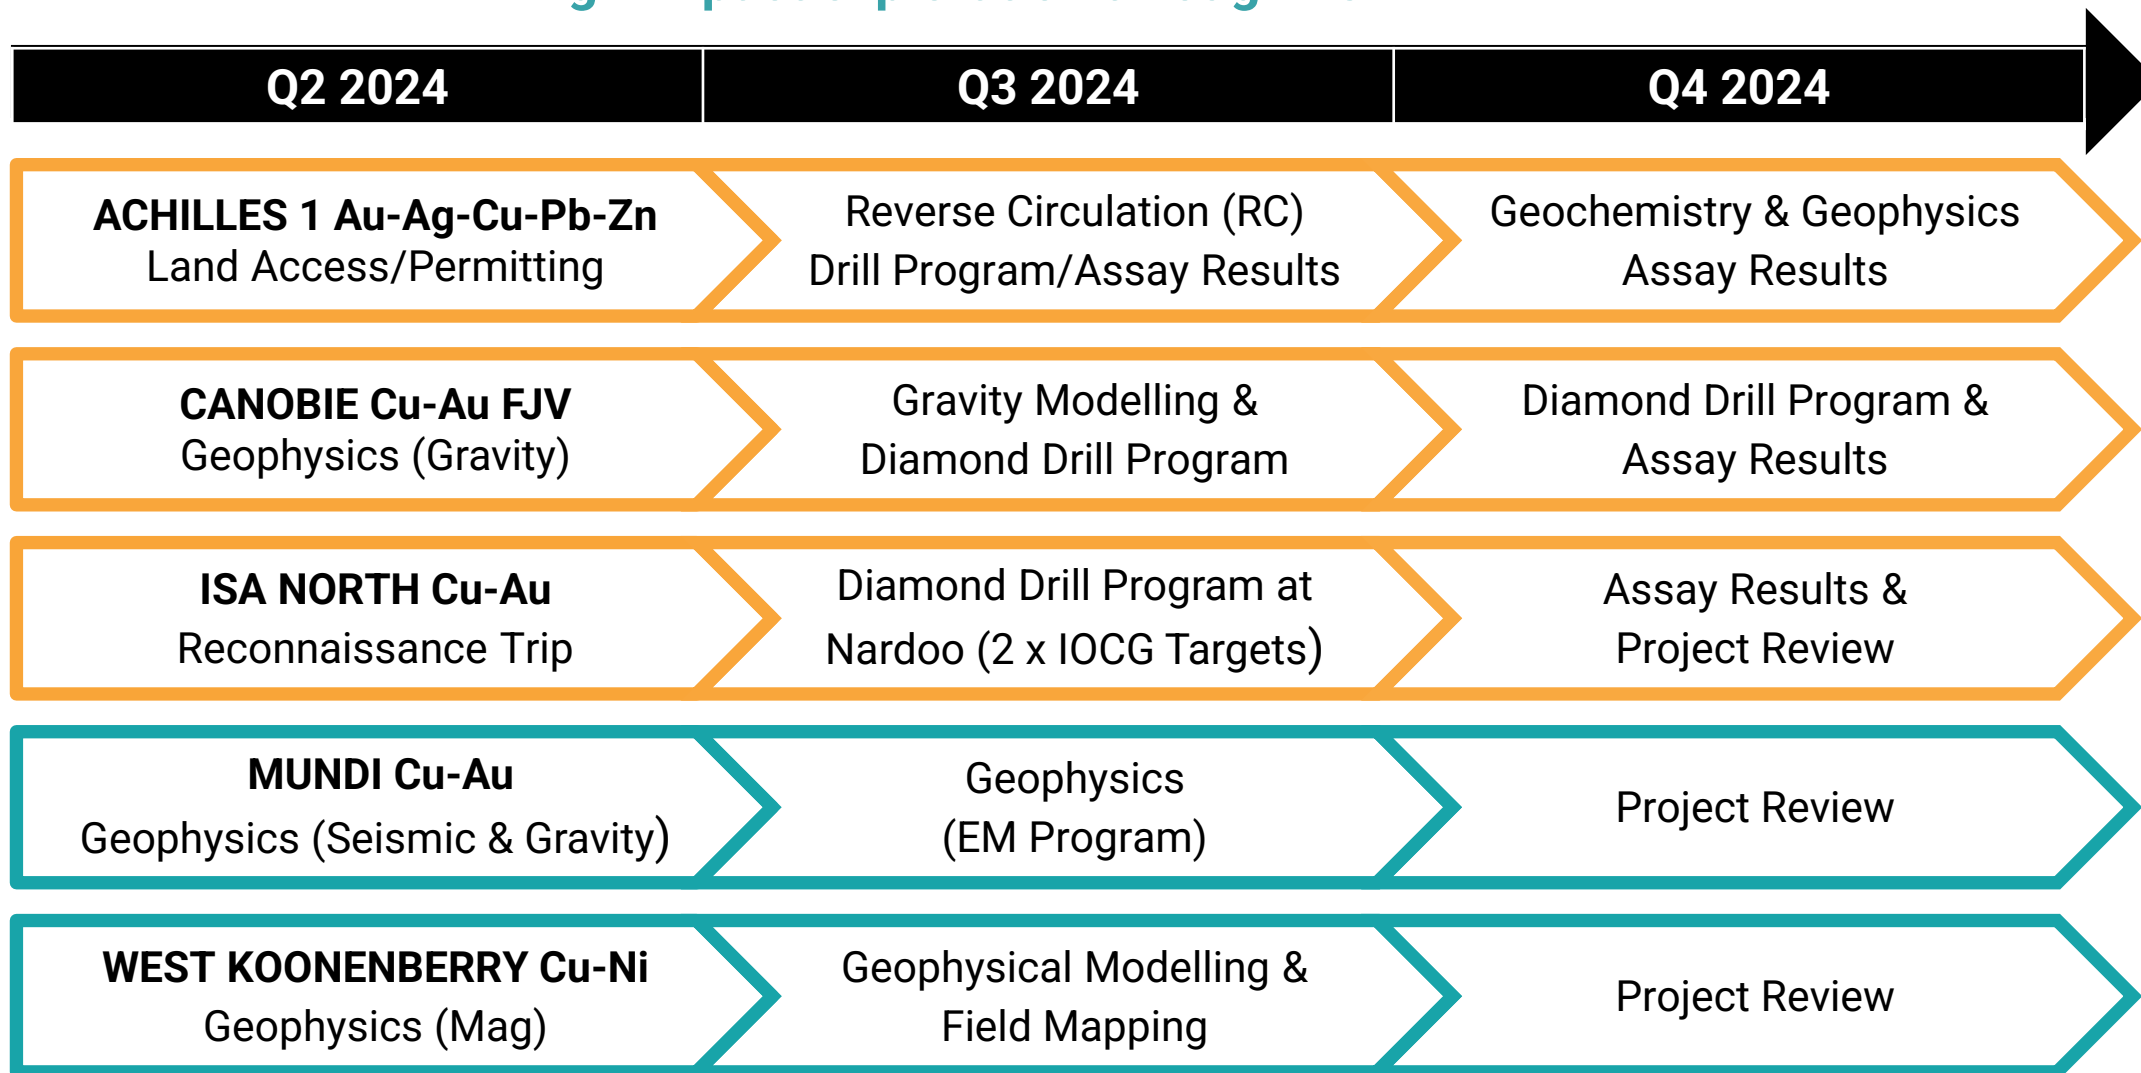 Q2 2024
Q3 2024
Q4 2024
ACHILLES 1 Au-Ag-Cu-Pb-Zn
Land Access/Permitting
Reverse Circulation (RC)
Drill Program/Assay Results
Geochemistry & Geophysics
Assay Results
CANOBIE Cu-Au FJV
Geophysics (Gravity)
Gravity Modelling &
Diamond Drill Program
Diamond Drill Program &
Assay Results
ISA NORTH Cu-Au
Reconnaissance Trip
Diamond Drill Program at
Nardoo (2 x IOCG Targets)
Assay Results &
Project Review
MUNDI Cu-Au
Geophysics (Seismic & Gravity)
Geophysics
(EM Program)
Project Review
WEST KOONENBERRY Cu-Ni
Geophysics (Mag)
Geophysical Modelling &
Field Mapping
Project Review